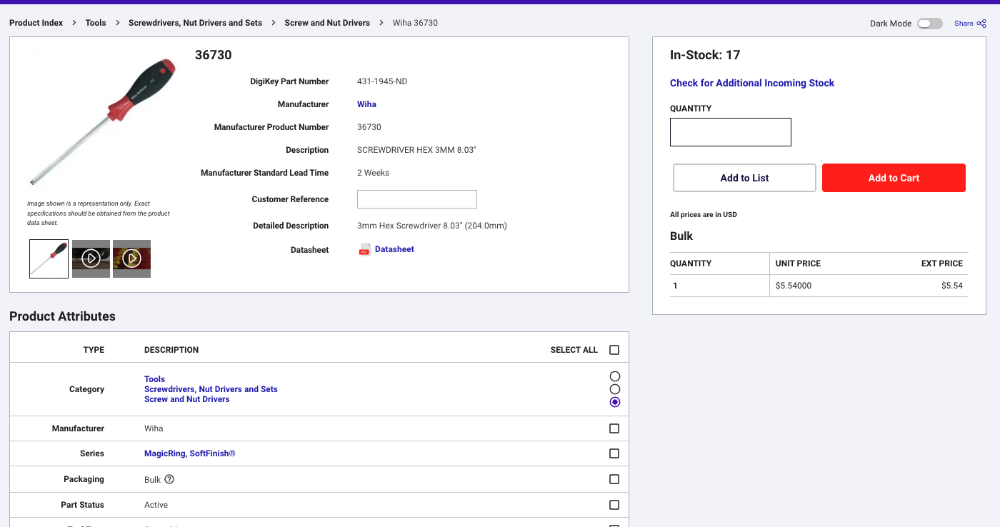 Product Index > Tools > Screwdrivers, Nut Drivers and Sets > Screw and Nut Drivers > Wiha 36730
Dark Mode
Share
36730
DigiKey Part Number 431-1945-ND
Manufacturer Wiha
Manufacturer Product Number 36730
Description SCREWDRIVER HEX 3MM 8.03"
Manufacturer Standard Lead Time 2 Weeks
Customer Reference
Detailed Description 3mm Hex Screwdriver 8.03" (204.0mm)
Datasheet PDF Datasheet
Image shown is a representation only. Exact
specifications should be obtained from the product
data sheet.
In-Stock: 17
Check for Additional Incoming Stock
QUANTITY
Add to List Add to Cart
All prices are in USD
Bulk
QUANTITY UNIT PRICE EXT PRICE
1 $5.54000 $5.54
Product Attributes
TYPE DESCRIPTION SELECT ALL
Category
Tools
Screwdrivers, Nut Drivers and Sets
Screw and Nut Drivers
Manufacturer Wiha
Series MagicRing, SoftFinish®
Packaging Bulk ?
Part Status Active